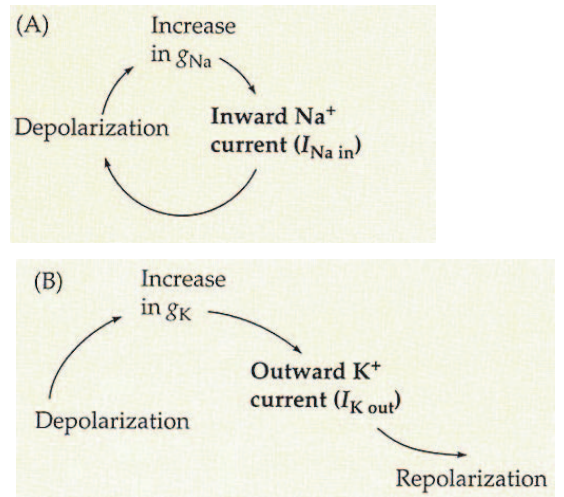 (A)
Increase
in gNa
Inward Na+
current (INa in)
Depolarization
(B)
Increase
in gK
Outward K+
current (IK out)
Depolarization
Repolarization